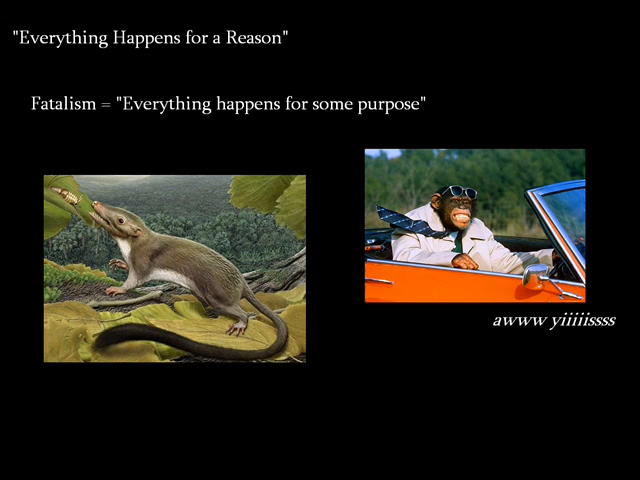 "Everything Happens for a Reason"
Fatalism = "Everything happens for some purpose"
awww yiiiiissss